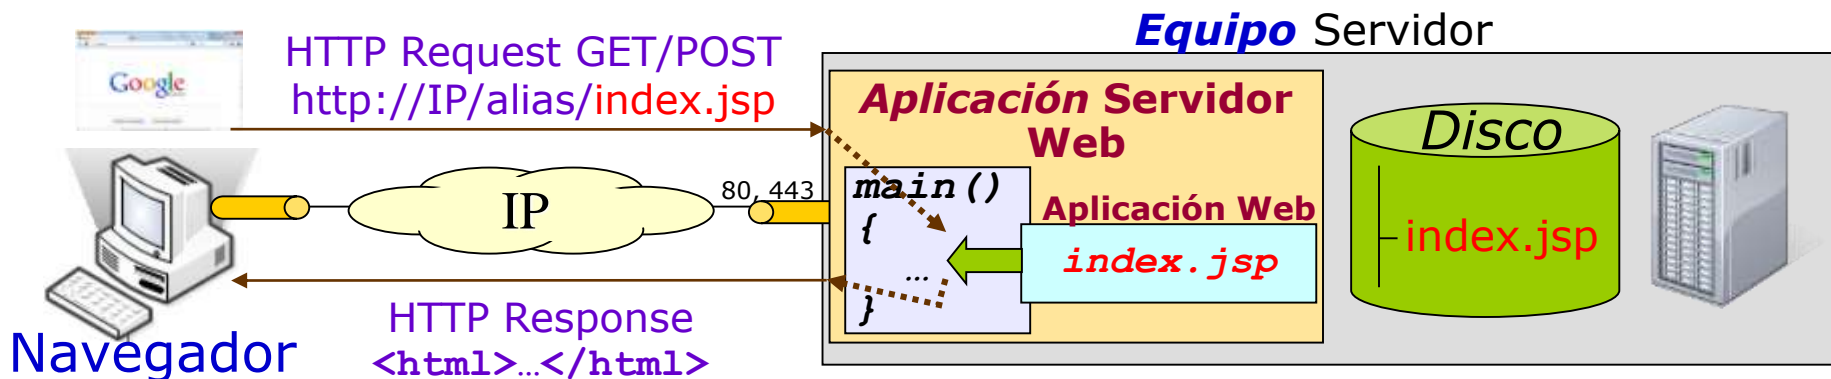 Equipo Servidor
HTTP Request GET/POST
http://IP/alias/index.jsp
Google
Aplicación Servidor
Web
Disco
index.jsp
80, 443
IP
main()
{
…
}
Aplicación Web
index.jsp
HTTP Response
<html>…</html>
Navegador